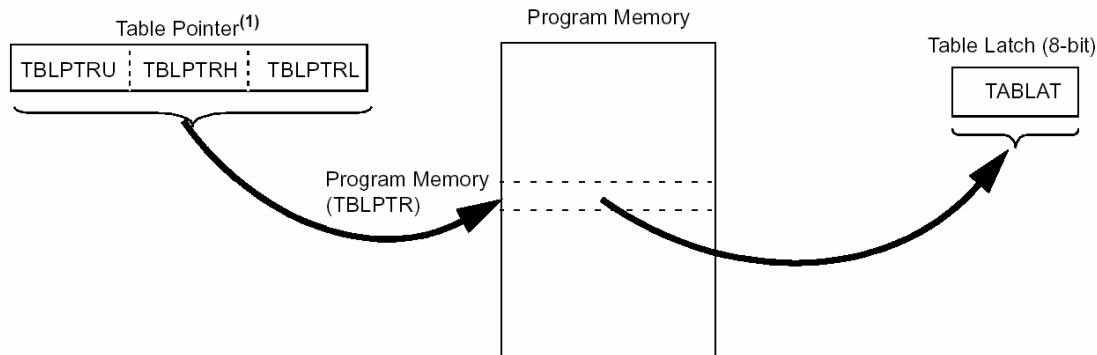 Program Memory
Table Pointer(1)
Table Latch (8-bit)
TBLPTRU TBLPTRH TBLPTRL
TABLAT
Program Memory
(TBLPTR)